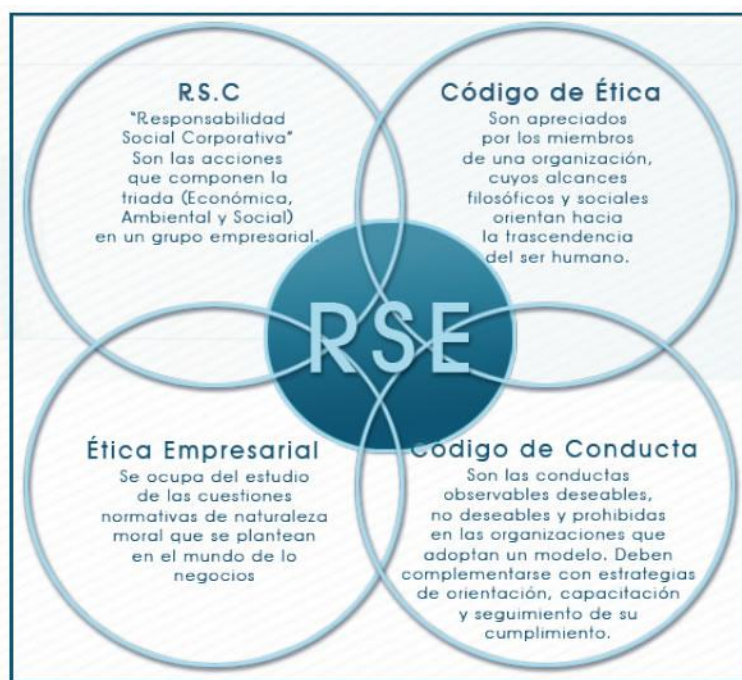 R.S.C
"Responsabilidad
Social Corporativa"
Son las acciones
que componen la
triada (Económica,
Ambiental y Social)
en un grupo empresarial.
Código de Ética
Son apreciados
por los miembros
de una organización,
cuyos alcances
filosóficos y sociales
orientan hacia
la trascendencia
del ser humano.
RSE
Ética Empresarial
Se ocupa del estudio
de las cuestiones
normativas de naturaleza
moral que se plantean
en el mundo de lo
negocios
Código de Conducta
Son las conductas
observables deseables,
no deseables y prohibidas
en las organizaciones que
adoptan un modelo. Deben
complementarse con estrategias
de orientación, capacitación
y seguimiento de su
cumplimiento.